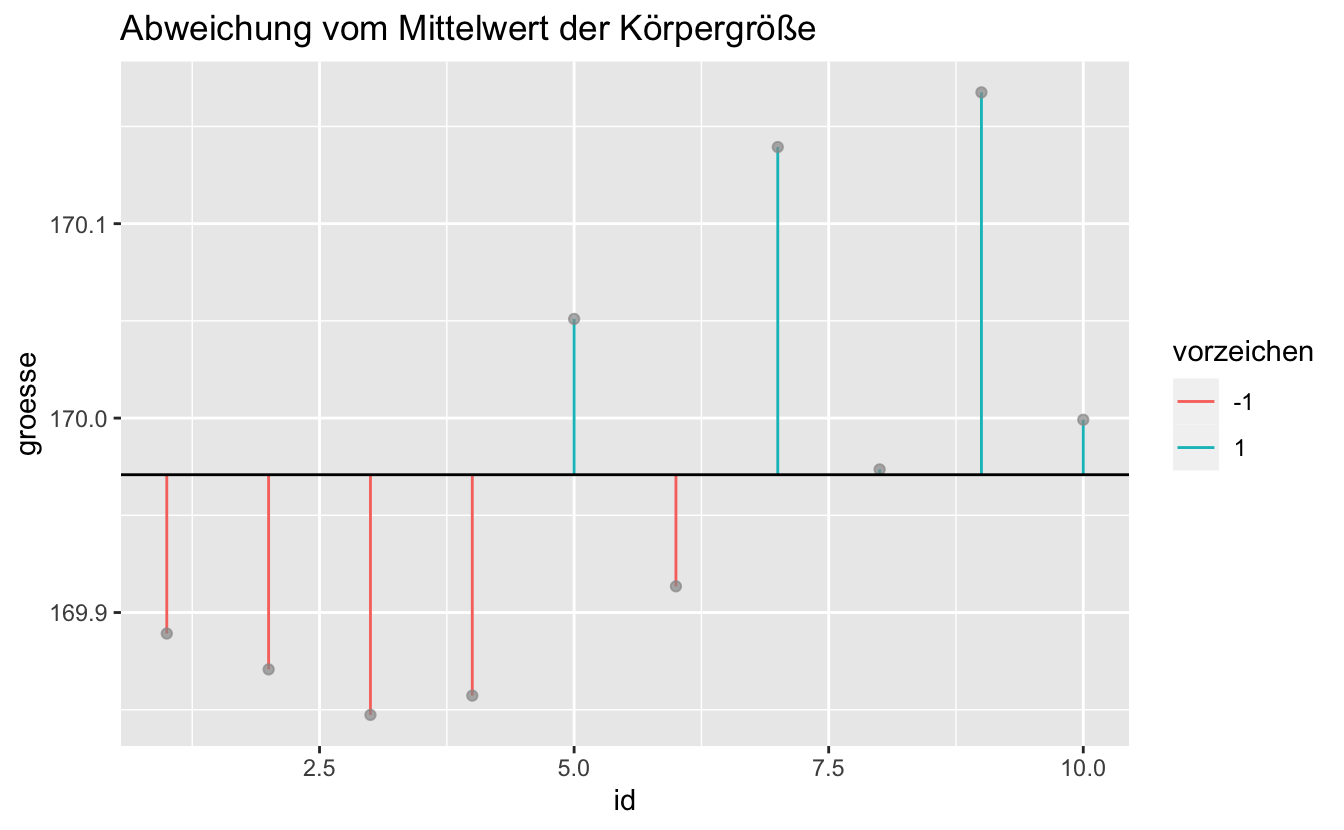 Abweichung vom Mittelwert der Körpergröße
170.1
170.0
169.9
groesse
2.5
5.0
7.5
10.0
id
vorzeichen
-1
1